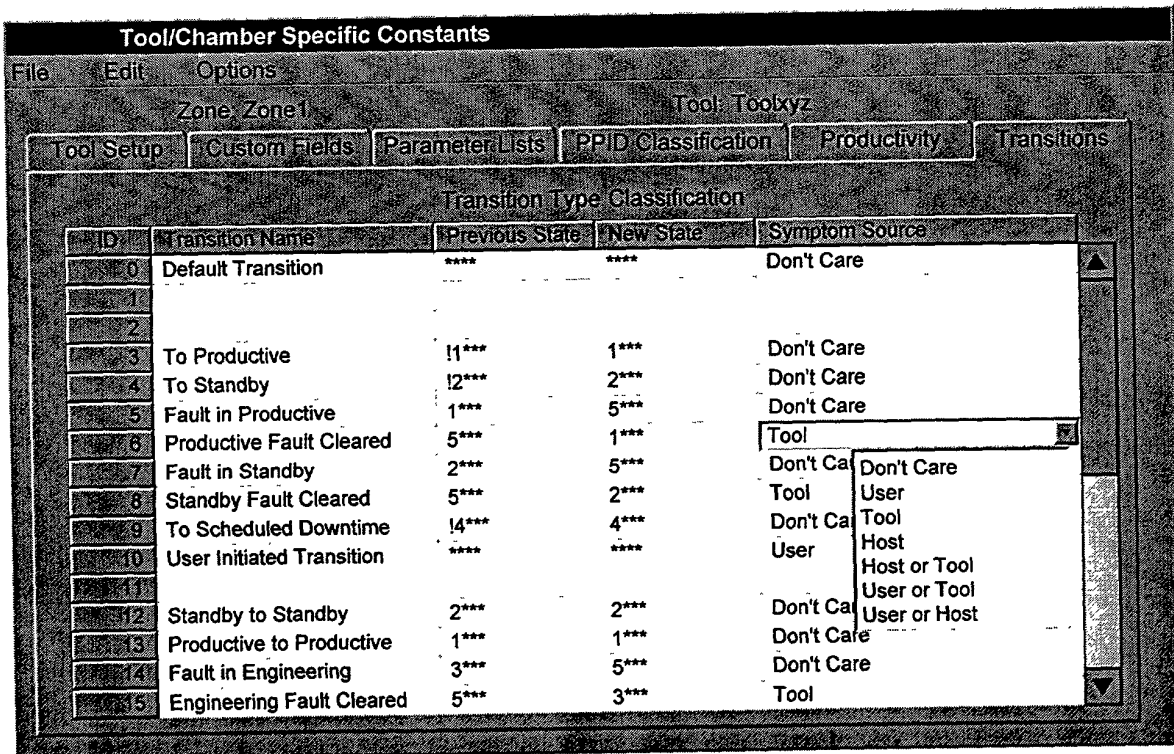 Tool/Chamber Specific Constants
File Edit Options
Zone: Zone1 Tool: Toolxyz
Tool Setup Custom Fields Parameter Lists PPID Classification Productivity Transitions
Transition Type Classification
ID Transition Name Previous State New State Symptom Source
0 Default Transition **** **** Don't Care
1
2
3 To Productive !1*** 1*** Don't Care
4 To Standby !2*** 2*** Don't Care
5 Fault in Productive 1*** 5*** Don't Care
6 Productive Fault Cleared 5*** 1*** Tool
7 Fault in Standby 2*** 5*** Don't Ca
8 Standby Fault Cleared 5*** 2*** Tool
9 To Scheduled Downtime !4*** 4*** Don't Ca
10 User Initiated Transition **** **** User
11
12 Standby to Standby 2*** 2*** Don't Ca
13 Productive to Productive 1*** 1*** Don't Care
14 Fault in Engineering 3*** 5*** Don't Care
15 Engineering Fault Cleared 5*** 3*** Tool
Don't Care
User
Tool
Host
Host or Tool
User or Tool
User or Host